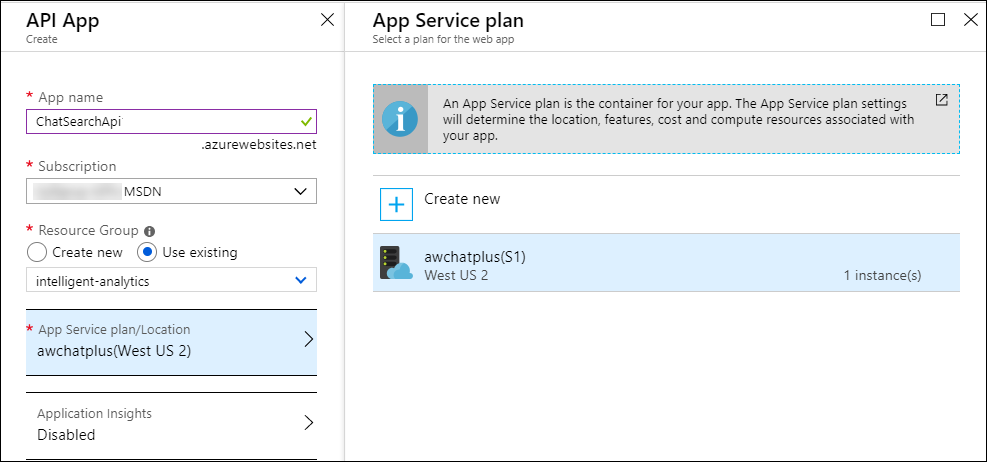 API App
Create
* App name
ChatSearchApi
.azurewebsites.net
* Subscription
MSDN
* Resource Group
Create new
Use existing
intelligent-analytics
* App Service plan/Location
awchatplus(West US 2)
Application Insights
Disabled
App Service plan
Select a plan for the web app
An App Service plan is the container for your app. The App Service plan settings
will determine the location, features, cost and compute resources associated with
your app.
Create new
awchatplus(S1)
West US 2
1 instance(s)